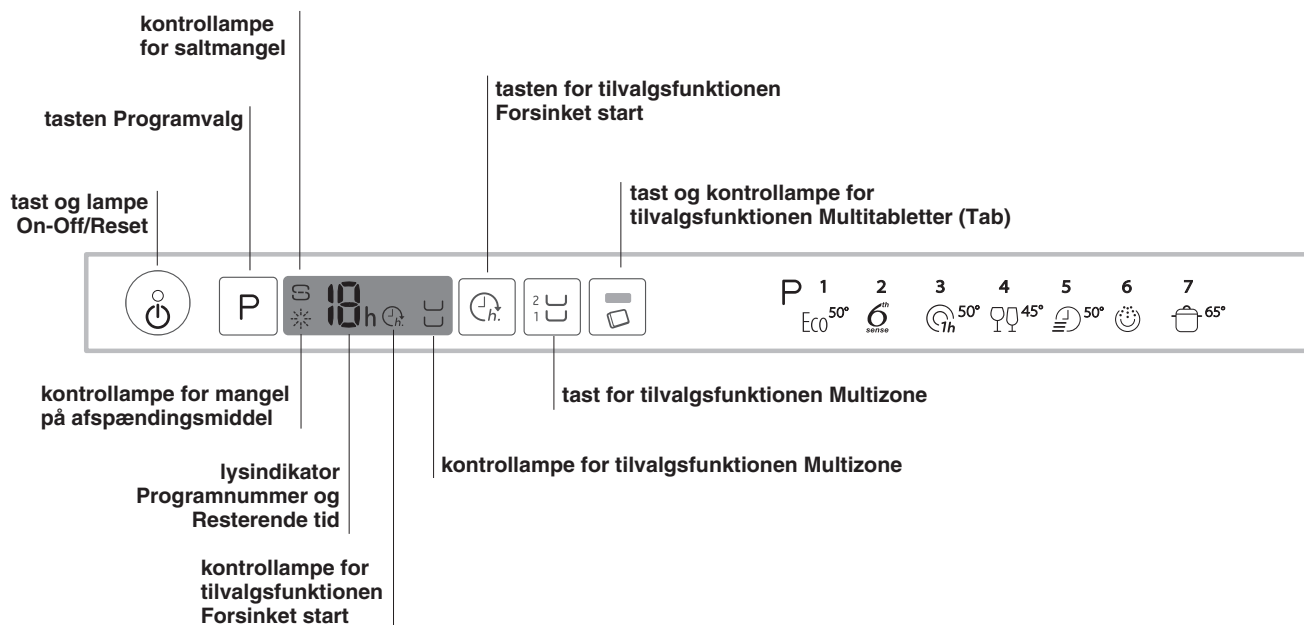 kontrollampe
for saltmangel
tasten Programvalg
tast og lampe
On-Off/Reset
tasten for tilvalgsfunktionen
Forsinket start
tast og kontrollampe for
tilvalgsfunktionen Multitabletter (Tab)
P
S
18h
h.
h.
2
1
P 1 2 3 4 5 6 7
Eco 50° 6th sense 1h 50° 45° 50° 65°
kontrollampe for mangel
på afspændingsmiddel
tast for tilvalgsfunktionen Multizone
lysindikator
Programnummer og
Resterende tid
kontrollampe for tilvalgsfunktionen Multizone
kontrollampe for
tilvalgsfunktionen
Forsinket start